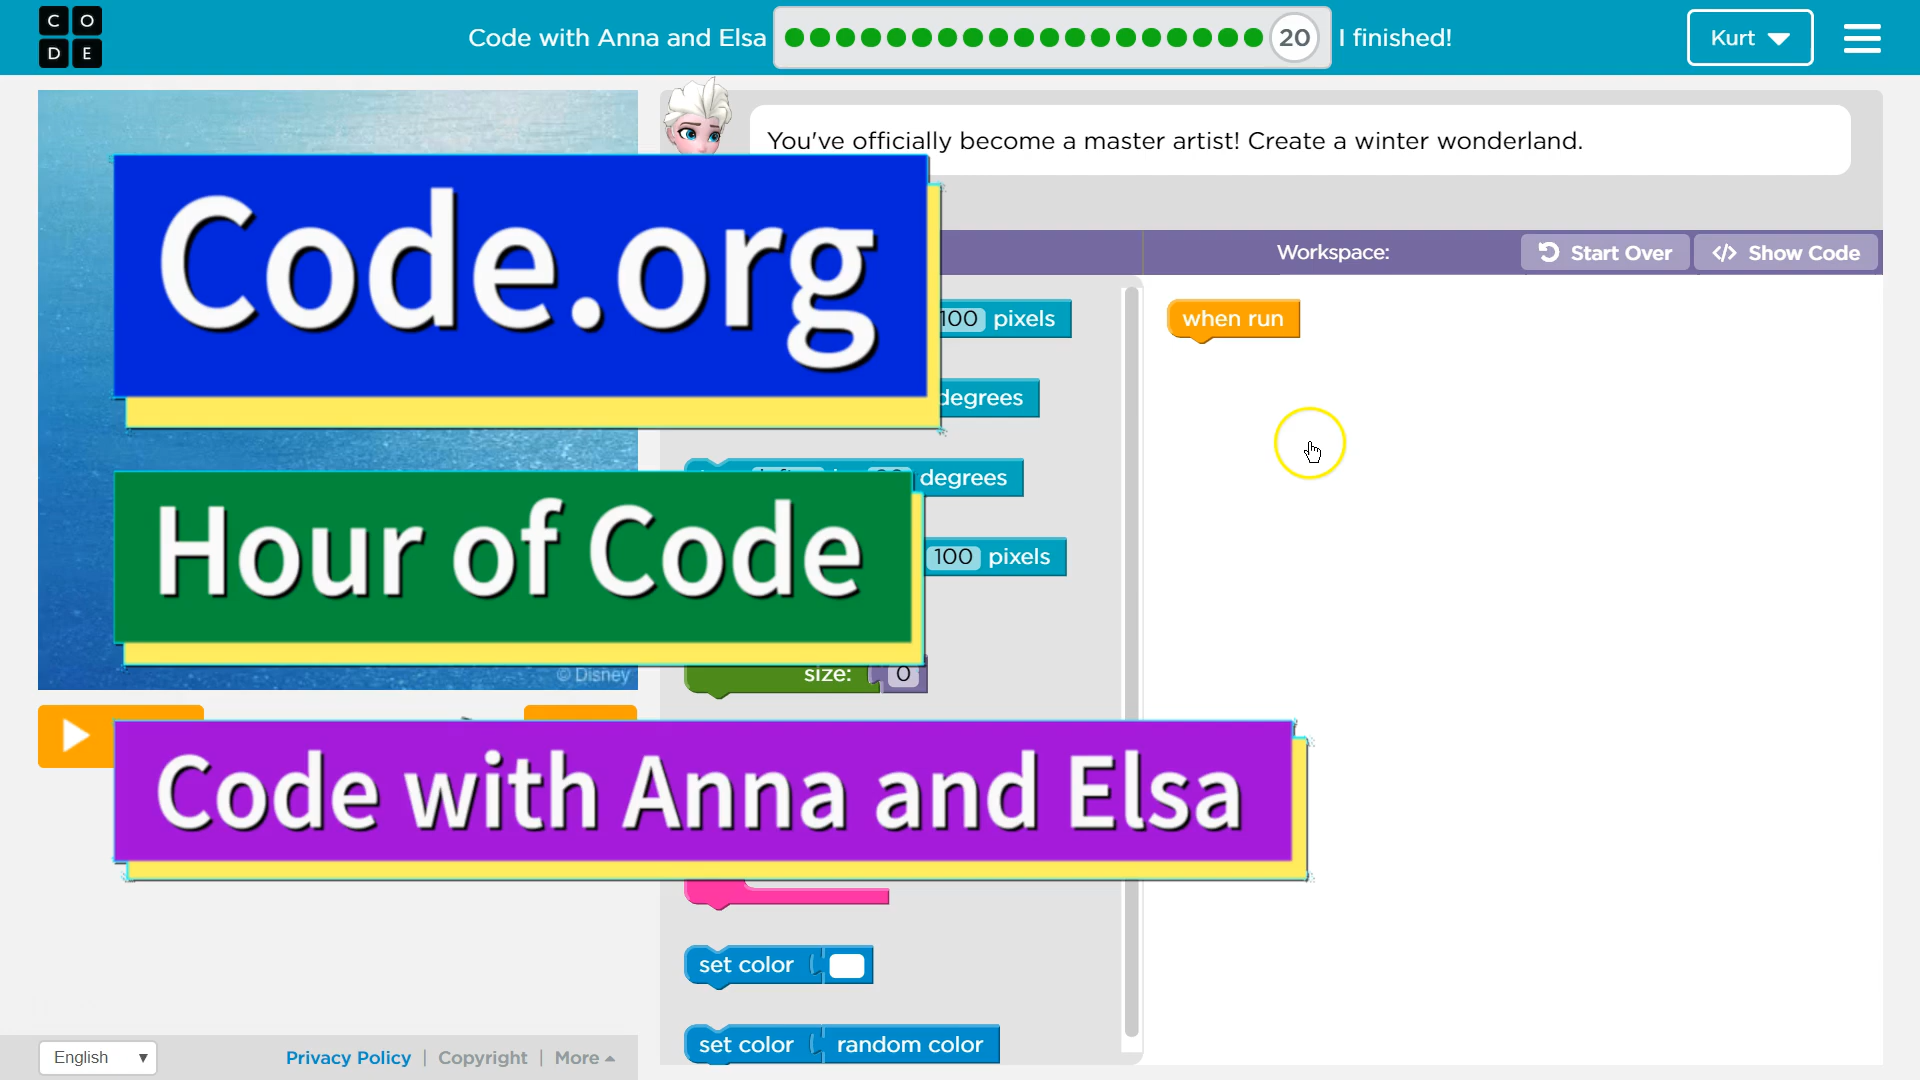 C O
D E
Code with Anna and Elsa
20
I finished!
Kurt
You've officially become a master artist! Create a winter wonderland.
Code.org
Workspace:
Start Over
</> Show Code
100 pixels
when run
degrees
degrees
Hour of Code
100 pixels
size: 0
© Disney
Code with Anna and Elsa
set color
set color random color
English
Privacy Policy | Copyright | More